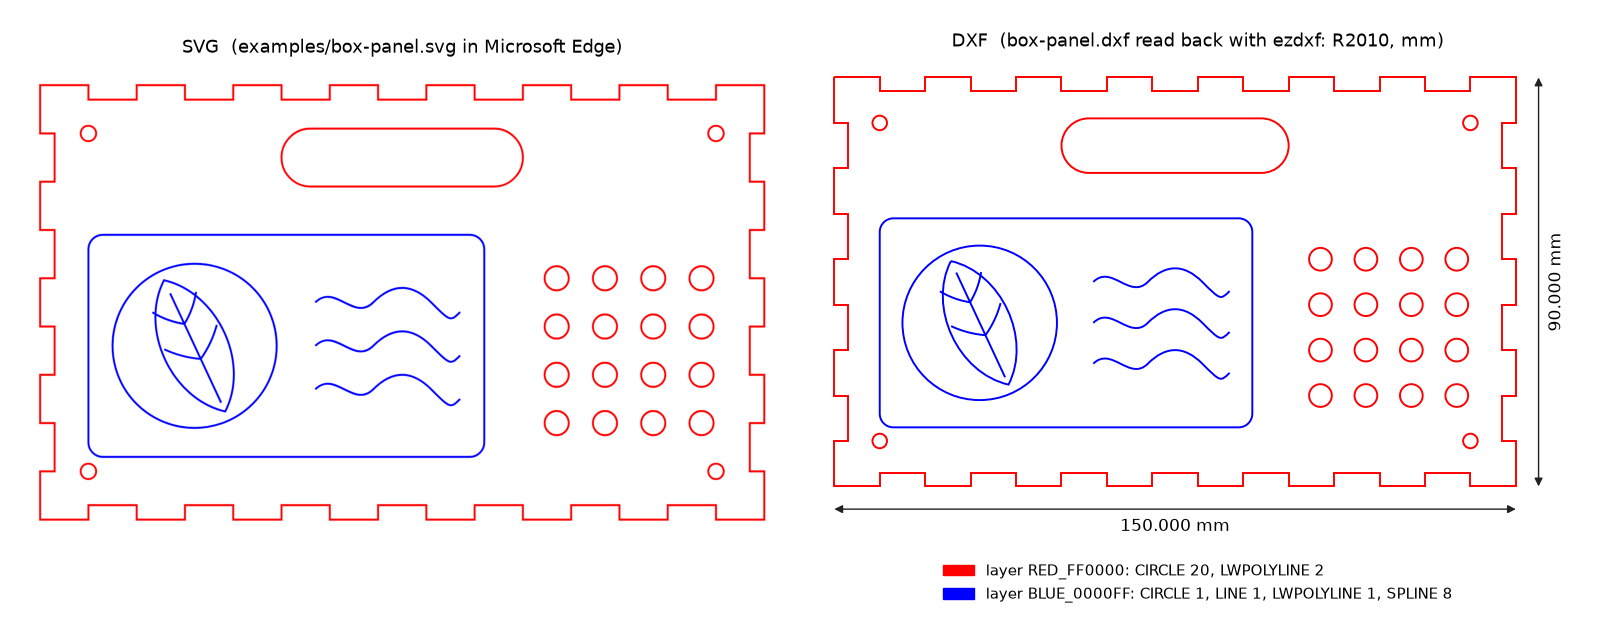 SVG  (examples/box-panel.svg in Microsoft Edge)
DXF  (box-panel.dxf read back with ezdxf: R2010, mm)
90.000 mm
150.000 mm
layer RED_FF0000: CIRCLE 20, LWPOLYLINE 2
layer BLUE_0000FF: CIRCLE 1, LINE 1, LWPOLYLINE 1, SPLINE 8